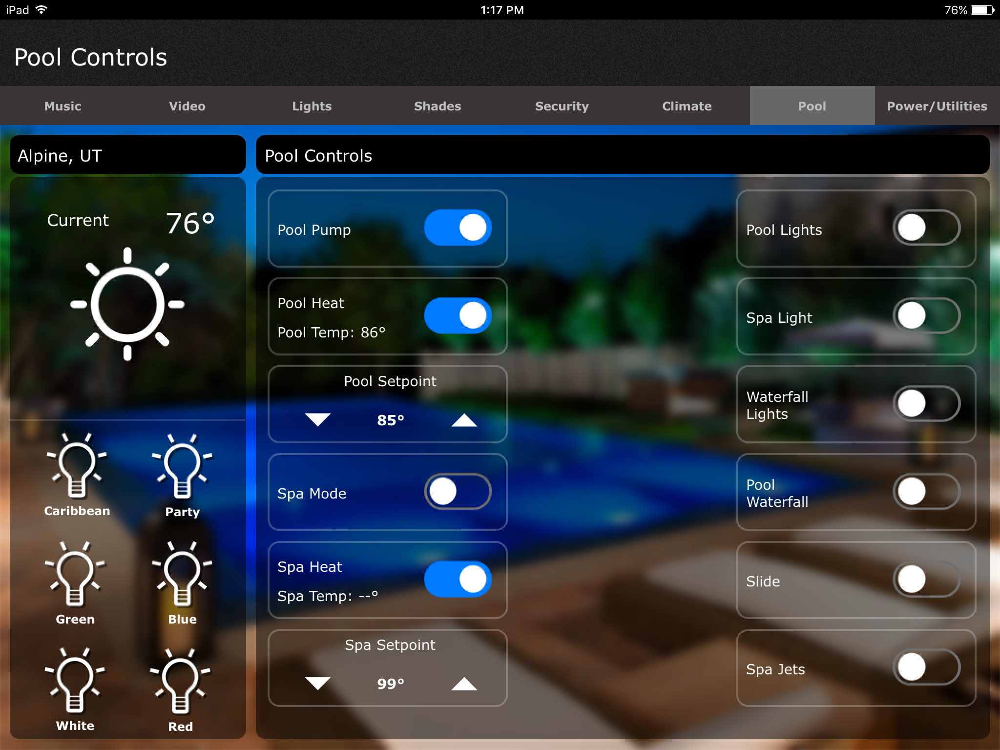 iPad
1:17 PM
76%
Pool Controls
Music
Video
Lights
Shades
Security
Climate
Pool
Power/Utilities
Alpine, UT
Current
76°
Caribbean
Party
Green
Blue
White
Red
Pool Controls
Pool Pump
Pool Heat
Pool Temp: 86°
Pool Setpoint
85°
Spa Mode
Spa Heat
Spa Temp: --°
Spa Setpoint
99°
Pool Lights
Spa Light
Waterfall
Lights
Pool
Waterfall
Slide
Spa Jets